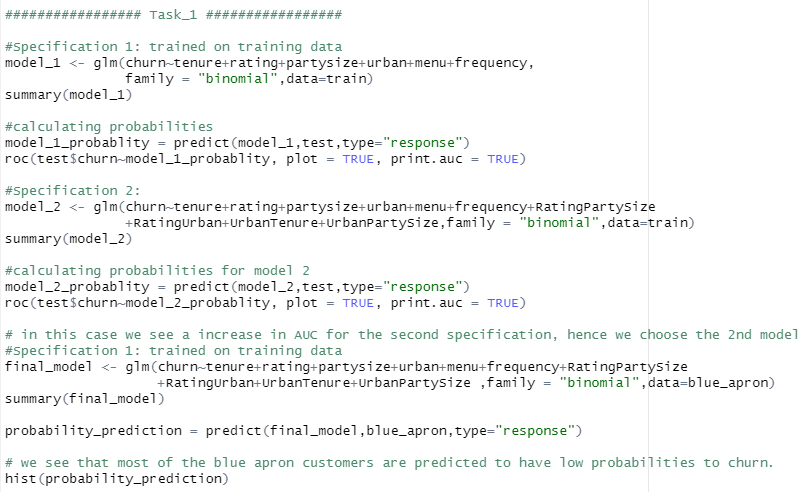 ################# Task_1 #################
#Specification 1: trained on training data
model_1 <- glm(churn~tenure+rating+partysize+urban+menu+frequency,
family = "binomial",data=train)
summary(model_1)
#calculating probabilities
model_1_probablity = predict(model_1,test,type="response")
roc(test$churn~model_1_probablity, plot = TRUE, print.auc = TRUE)
#Specification 2:
model_2 <- glm(churn~tenure+rating+partysize+urban+menu+frequency+RatingPartySize
+RatingUrban+UrbanTenure+UrbanPartySize,family = "binomial",data=train)
summary(model_2)
#calculating probabilities for model 2
model_2_probablity = predict(model_2,test,type="response")
roc(test$churn~model_2_probablity, plot = TRUE, print.auc = TRUE)
# in this case we see a increase in AUC for the second specification, hence we choose the 2nd model
#Specification 1: trained on training data
final_model <- glm(churn~tenure+rating+partysize+urban+menu+frequency+RatingPartySize
+RatingUrban+UrbanTenure+UrbanPartySize ,family = "binomial",data=blue_apron)
summary(final_model)
probability_prediction = predict(final_model,blue_apron,type="response")
# we see that most of the blue apron customers are predicted to have low probabilities to churn.
hist(probability_prediction)